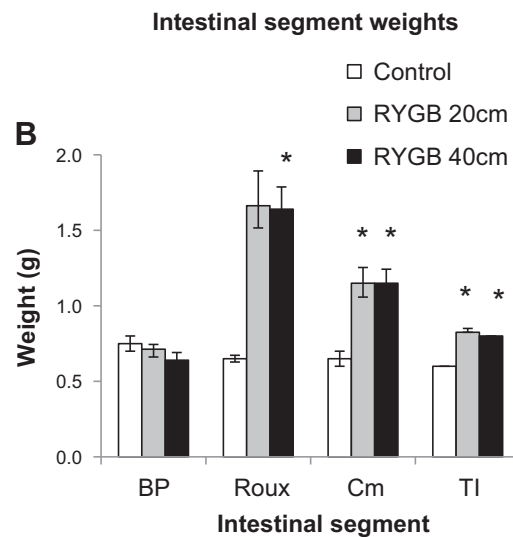 Intestinal segment weights
Control
RYGB 20cm
RYGB 40cm
B
2.0
1.5
1.0
0.5
0.0
Weight (g)
*
* *
* *
BP Roux Cm TI
Intestinal segment